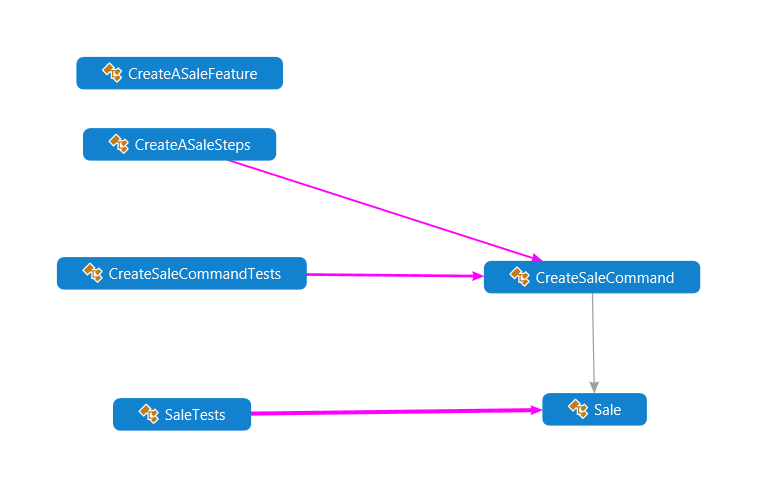 CreateASaleFeature
CreateASaleSteps
CreateSaleCommandTests
CreateSaleCommand
SaleTests
Sale